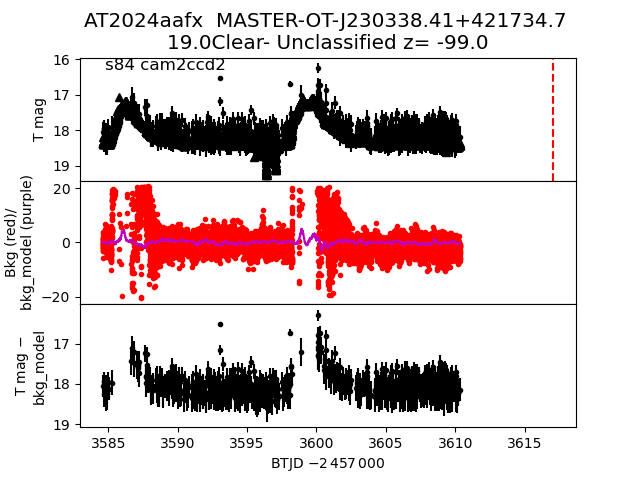 AT2024aafx  MASTER-OT-J230338.41+421734.7
19.0Clear- Unclassified z= -99.0
s84 cam2ccd2
16
17
18
19
T mag
20
0
−20
Bkg (red)/
bkg_model (purple)
17
18
19
T mag −
bkg_model
3585 3590 3595 3600 3605 3610 3615
BTJD −2 457 000